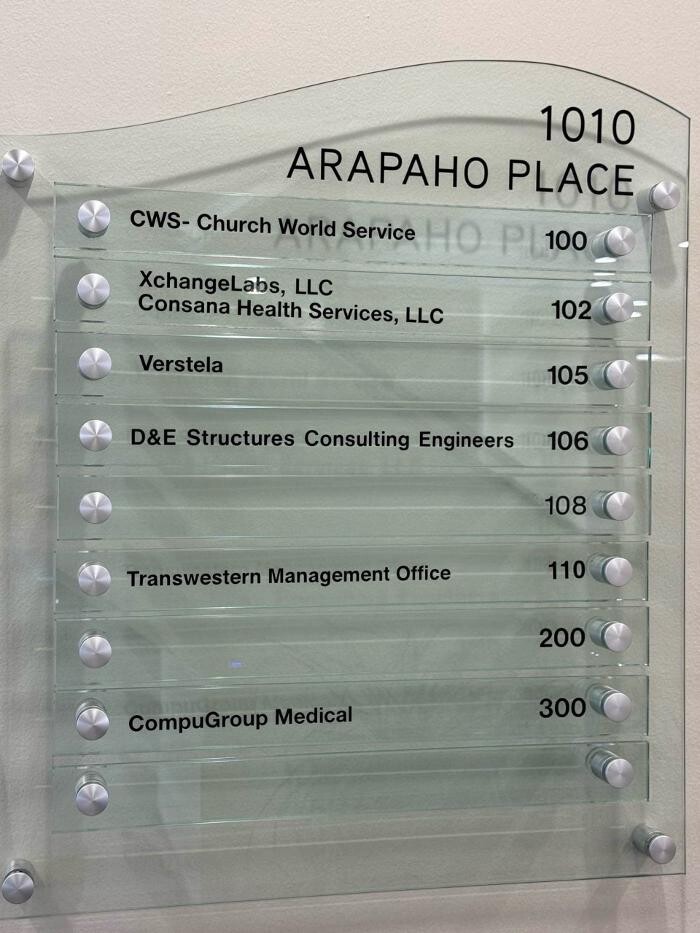 1010
ARAPAHO PLACE
CWS- Church World Service 100
XchangeLabs, LLC
Consana Health Services, LLC 102
Verstela 105
D&E Structures Consulting Engineers 106
108
Transwestern Management Office 110
200
CompuGroup Medical 300